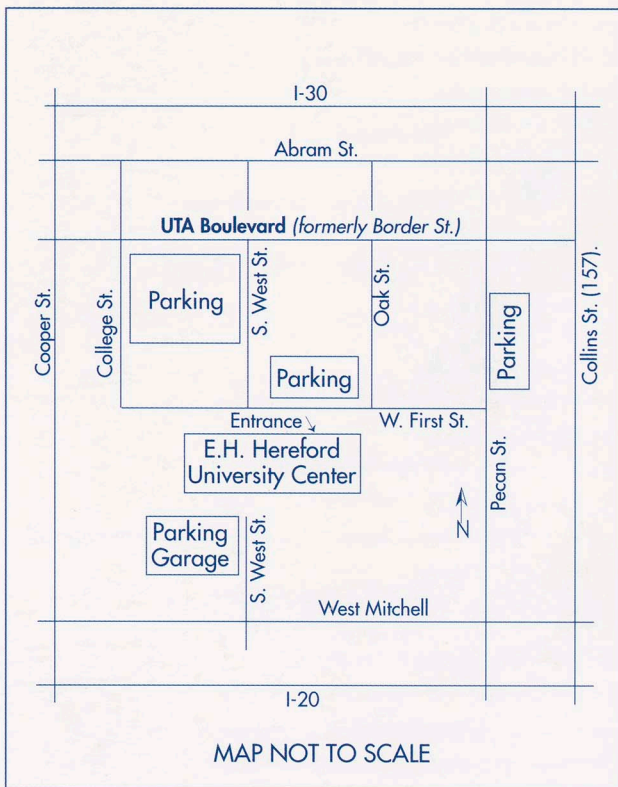 I-30
Abram St.
UTA Boulevard (formerly Border St.)
Cooper St.
College St.
Parking
S. West St.
Parking
Oak St.
Parking
Collins St. (157).
Entrance
W. First St.
E.H. Hereford
University Center
Pecan St.
N
Parking
Garage
S. West St.
West Mitchell
I-20
MAP NOT TO SCALE